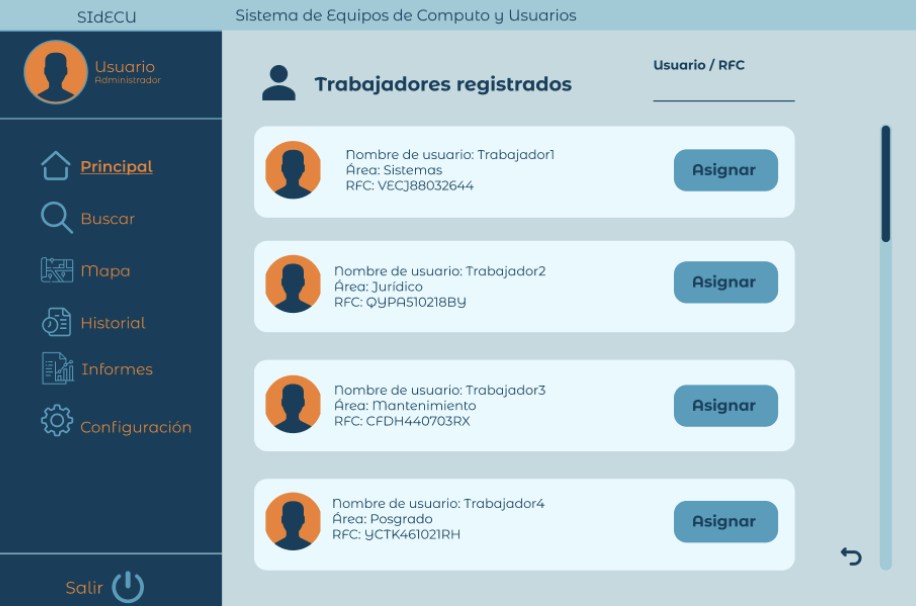 SIdECU
Sistema de Equipos de Computo y Usuarios
Usuario
Administrador
Principal
Buscar
Mapa
Historial
Informes
Configuración
Salir
Trabajadores registrados
Usuario / RFC
Nombre de usuario: Trabajador1
Área: Sistemas
RFC: VECJ88032644
Asignar
Nombre de usuario: Trabajador2
Área: Jurídico
RFC: QYPA510218BY
Asignar
Nombre de usuario: Trabajador3
Área: Mantenimiento
RFC: CFDH440703RX
Asignar
Nombre de usuario: Trabajador4
Área: Posgrado
RFC: YCTK461021RH
Asignar